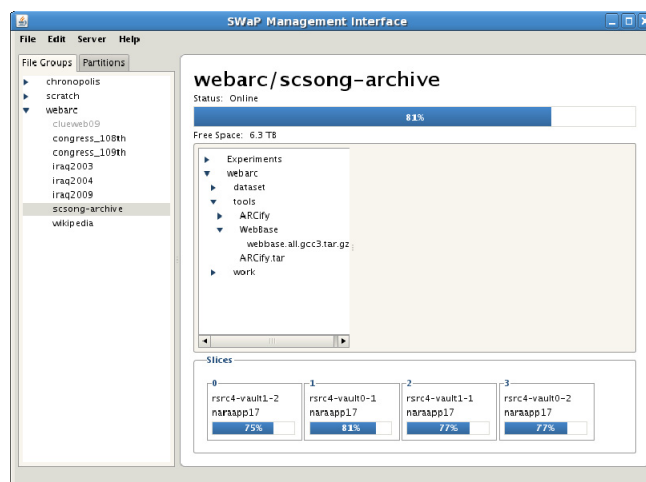 SWaP Management Interface
File Edit Server Help
File Groups Partitions
chronopolis
scratch
webarc
clueweb09
congress_108th
congress_109th
iraq2003
iraq2004
iraq2009
scsong-archive
wikipedia
webarc/scsong-archive
Status: Online
81%
Free Space: 6.3 TB
Experiments
webarc
dataset
tools
ARCify
WebBase
webbase.all.gcc3.tar.gz
ARCify.tar
work
Slices
0
rsrc4-vault1-2
naraapp17
75%
1
rsrc4-vault0-1
naraapp17
81%
2
rsrc4-vault1-1
naraapp17
77%
3
rsrc4-vault0-2
naraapp17
77%